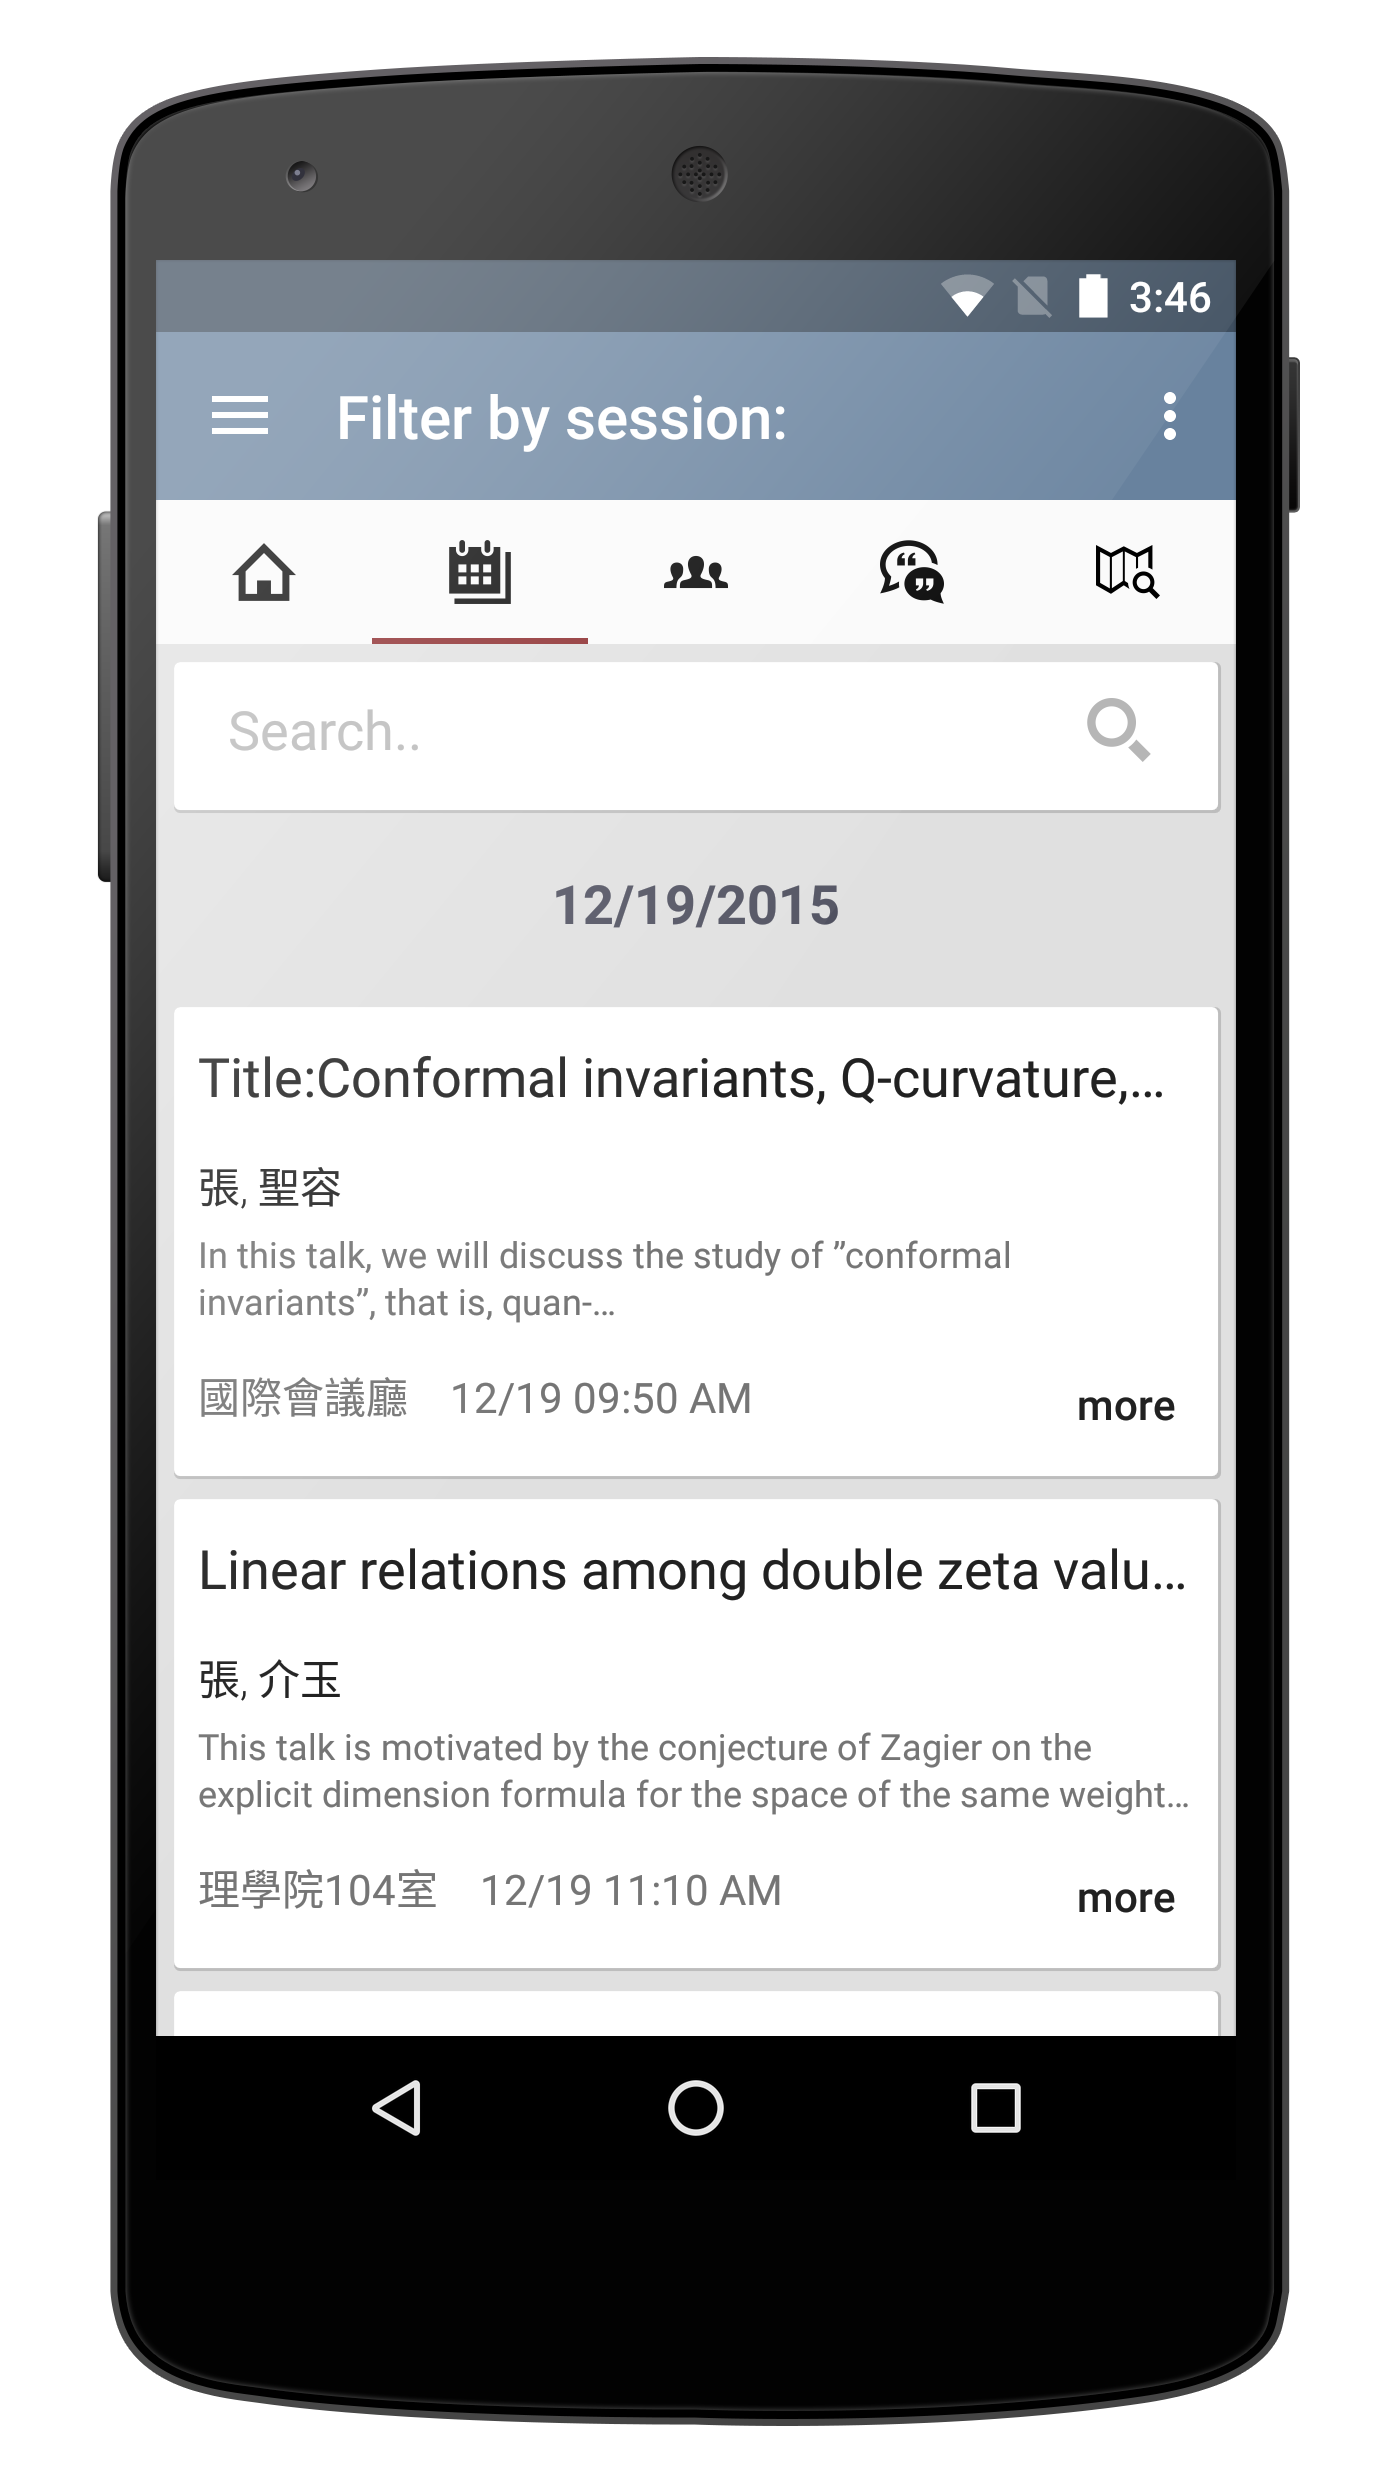 3:46
Filter by session:
Search..
12/19/2015
Title:Conformal invariants, Q-curvature,...
張, 聖容
In this talk, we will discuss the study of ”conformal
invariants”, that is, quan-...
國際會議廳 12/19 09:50 AM
more
Linear relations among double zeta valu...
張, 介玉
This talk is motivated by the conjecture of Zagier on the
explicit dimension formula for the space of the same weight...
理學院104室 12/19 11:10 AM
more